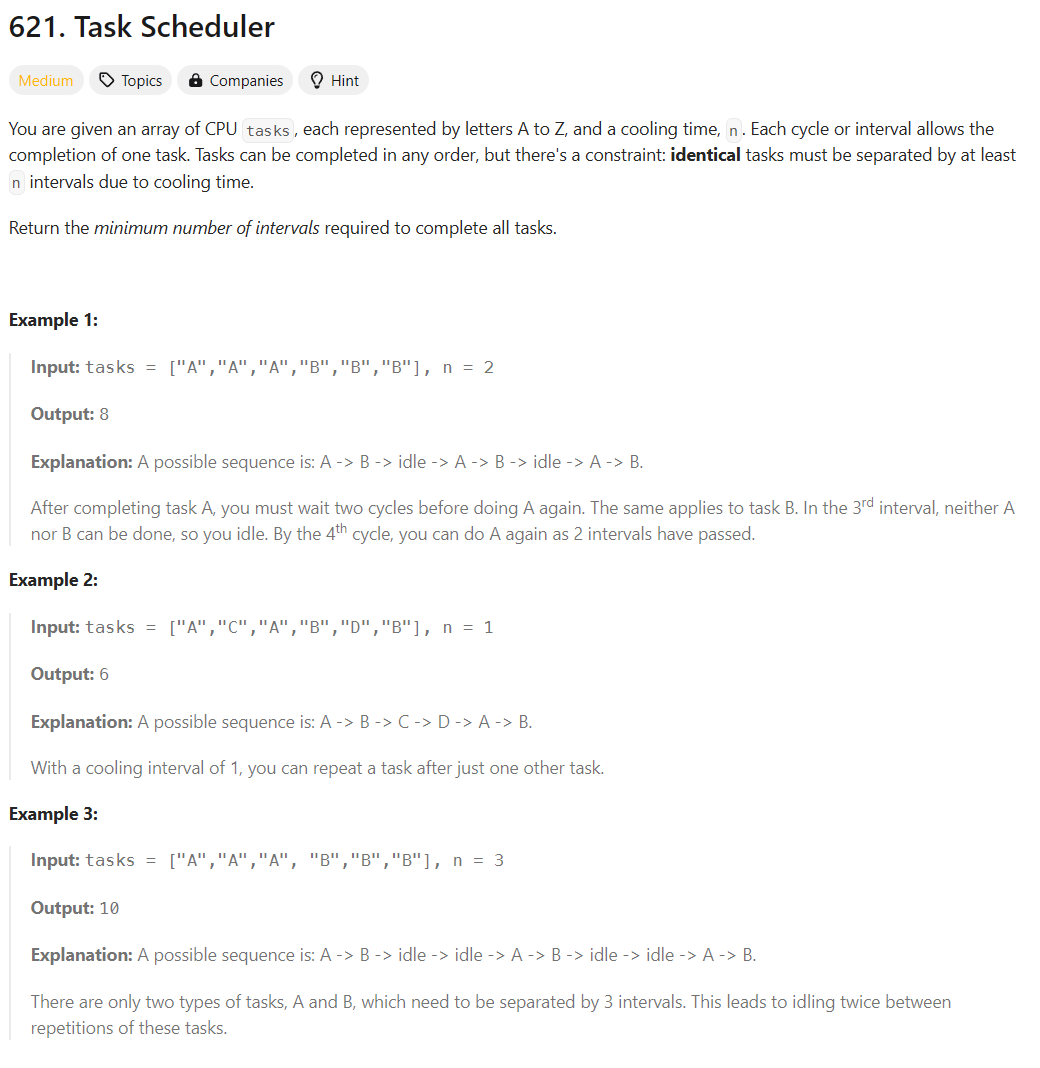 621. Task Scheduler
Medium Topics Companies Hint
You are given an array of CPU tasks, each represented by letters A to Z, and a cooling time, n. Each cycle or interval allows the
completion of one task. Tasks can be completed in any order, but there's a constraint: identical tasks must be separated by at least
n intervals due to cooling time.
Return the minimum number of intervals required to complete all tasks.
Example 1:
Input: tasks = ["A","A","A","B","B","B"], n = 2
Output: 8
Explanation: A possible sequence is: A -> B -> idle -> A -> B -> idle -> A -> B.
After completing task A, you must wait two cycles before doing A again. The same applies to task B. In the 3rd interval, neither A
nor B can be done, so you idle. By the 4th cycle, you can do A again as 2 intervals have passed.
Example 2:
Input: tasks = ["A","C","A","B","D","B"], n = 1
Output: 6
Explanation: A possible sequence is: A -> B -> C -> D -> A -> B.
With a cooling interval of 1, you can repeat a task after just one other task.
Example 3:
Input: tasks = ["A","A","A", "B","B","B"], n = 3
Output: 10
Explanation: A possible sequence is: A -> B -> idle -> idle -> A -> B -> idle -> idle -> A -> B.
There are only two types of tasks, A and B, which need to be separated by 3 intervals. This leads to idling twice between
repetitions of these tasks.